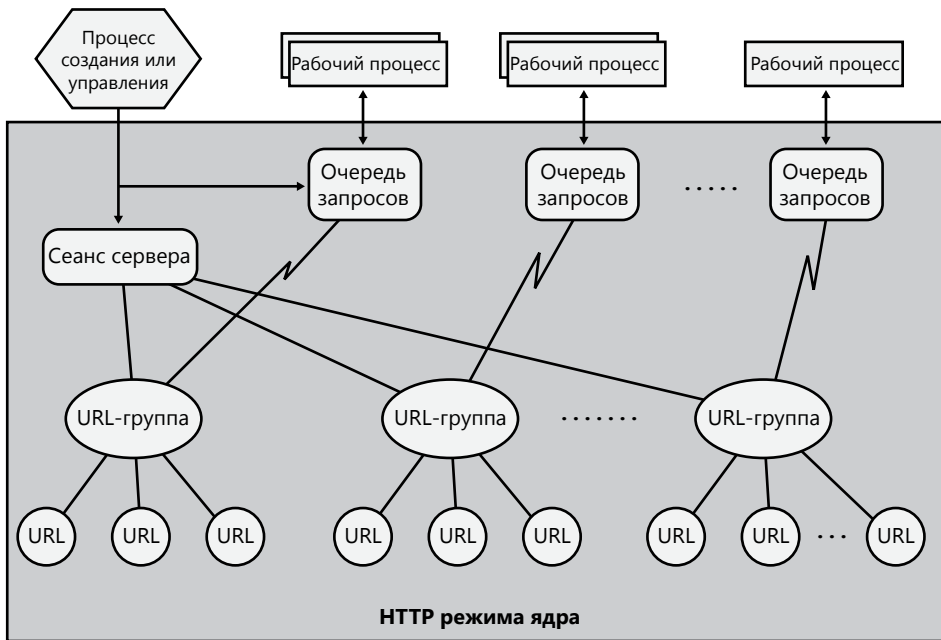 Процесс
создания или
управления
Рабочий процесс
Рабочий процесс
Рабочий процесс
Очередь
запросов
Очередь
запросов
.....
Очередь
запросов
Сеанс сервера
URL-группа
URL-группа
.......
URL-группа
URL
URL
URL
URL
URL
URL
URL
URL
...
URL
HTTP режима ядра